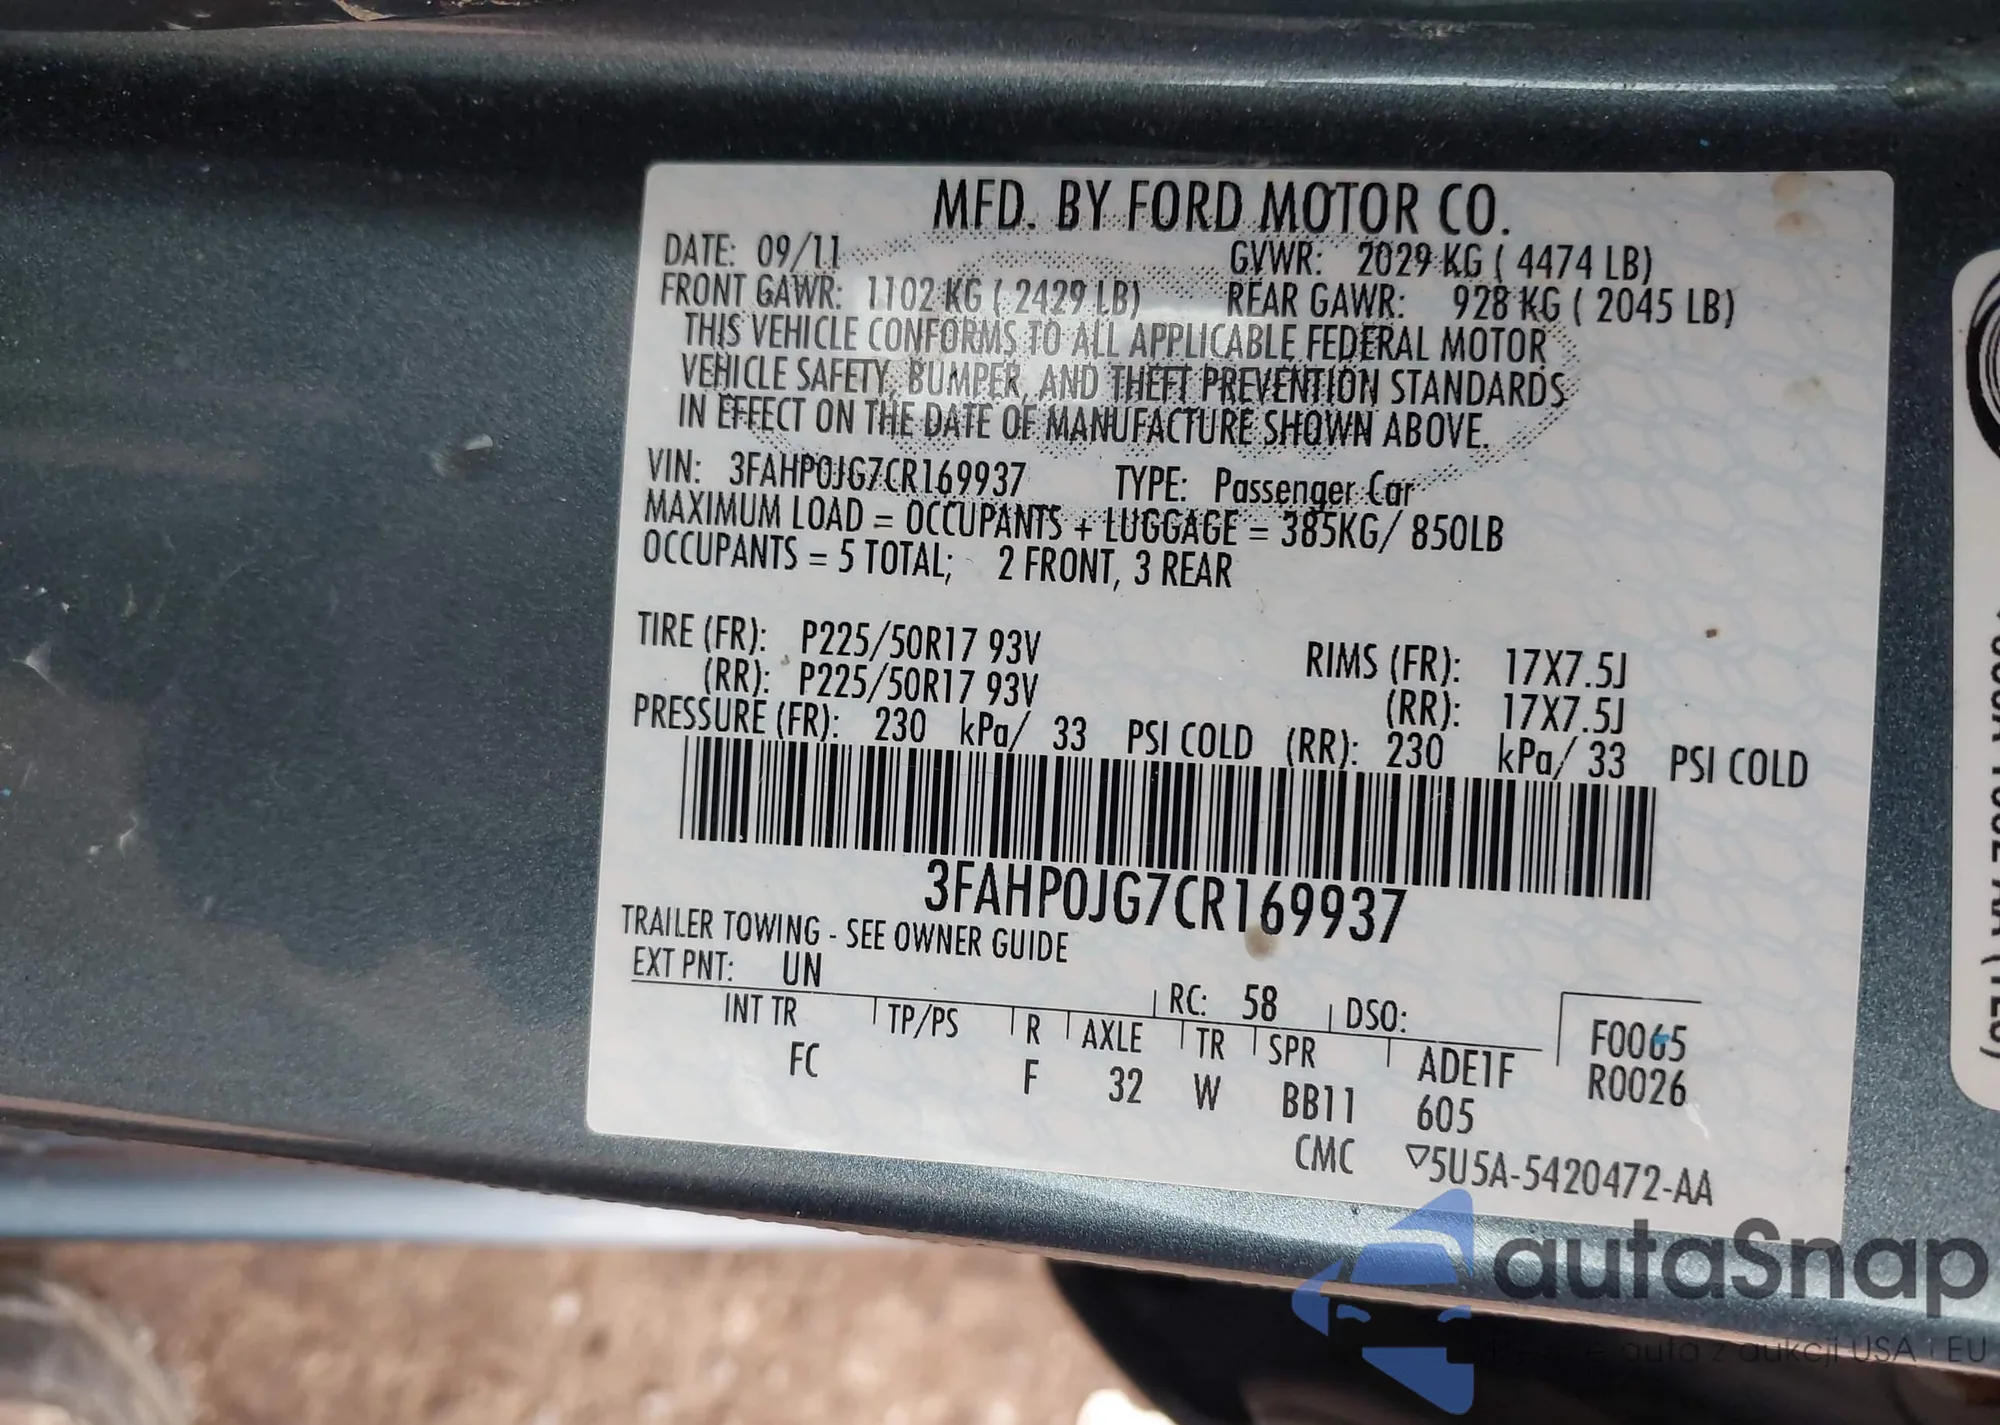 MFD. BY FORD MOTOR CO.
DATE: 09/11 GVWR: 2029 KG ( 4474 LB)
FRONT GAWR: 1102 KG ( 2429 LB) REAR GAWR: 928 KG ( 2045 LB)
THIS VEHICLE CONFORMS TO ALL APPLICABLE FEDERAL MOTOR
VEHICLE SAFETY, BUMPER, AND THEFT PREVENTION STANDARDS
IN EFFECT ON THE DATE OF MANUFACTURE SHOWN ABOVE.
VIN: 3FAHP0JG7CR169937 TYPE: Passenger Car
MAXIMUM LOAD = OCCUPANTS + LUGGAGE = 385KG/ 850LB
OCCUPANTS = 5 TOTAL; 2 FRONT, 3 REAR
TIRE (FR): P225/50R17 93V RIMS (FR): 17X7.5J
(RR): P225/50R17 93V (RR): 17X7.5J
PRESSURE (FR): 230 kPa/ 33 PSI COLD (RR): 230 kPa/ 33 PSI COLD
3FAHP0JG7CR169937
TRAILER TOWING - SEE OWNER GUIDE
EXT PNT: UN RC: 58 DSO:
INT TR TP/PS R AXLE TR SPR ADE1F F0065
FC F 32 W BB11 605 R0026
CMC ▽5U5A-5420472-AA
autaSnap
auta z aukcji USA i EU